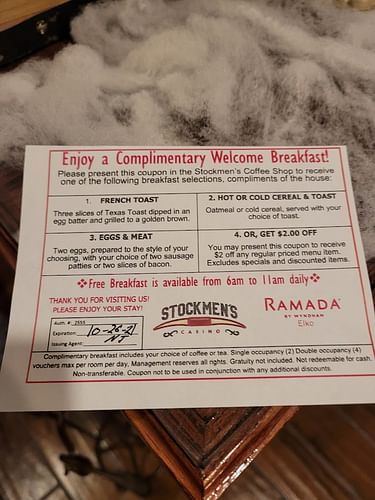 Enjoy a Complimentary Welcome Breakfast!
Please present this coupon in the Stockmen's Coffee Shop to receive
one of the following breakfast selections, compliments of the house:
1. FRENCH TOAST
Three slices of Texas Toast dipped in an
egg batter and grilled to a golden brown.
2. HOT OR COLD CEREAL & TOAST
Oatmeal or cold cereal, served with your
choice of toast.
3. EGGS & MEAT
Two eggs, prepared to the style of your
choosing, with your choice of two sausage
patties or two slices of bacon.
4. OR, GET $2.00 OFF
You may present this coupon to receive
$2 off any regular priced menu item.
Excludes specials and discounted items.
❖Free Breakfast is available from 6am to 11am daily❖
THANK YOU FOR VISITING US!
PLEASE ENJOY YOUR STAY!
Auth. #: 2555
Expiration: 10-26-21
Issuing Agent: NT
STOCKMEN'S
CASINO
RAMADA
BY WYNDHAM
Elko
Complimentary breakfast includes your choice of coffee or tea. Single occupancy (2) Double occupancy (4)
vouchers max per room per day, Management reserves all rights. Gratuity not included. Not redeemable for cash.
Non-transferable. Coupon not to be used in conjunction with any additional discounts.